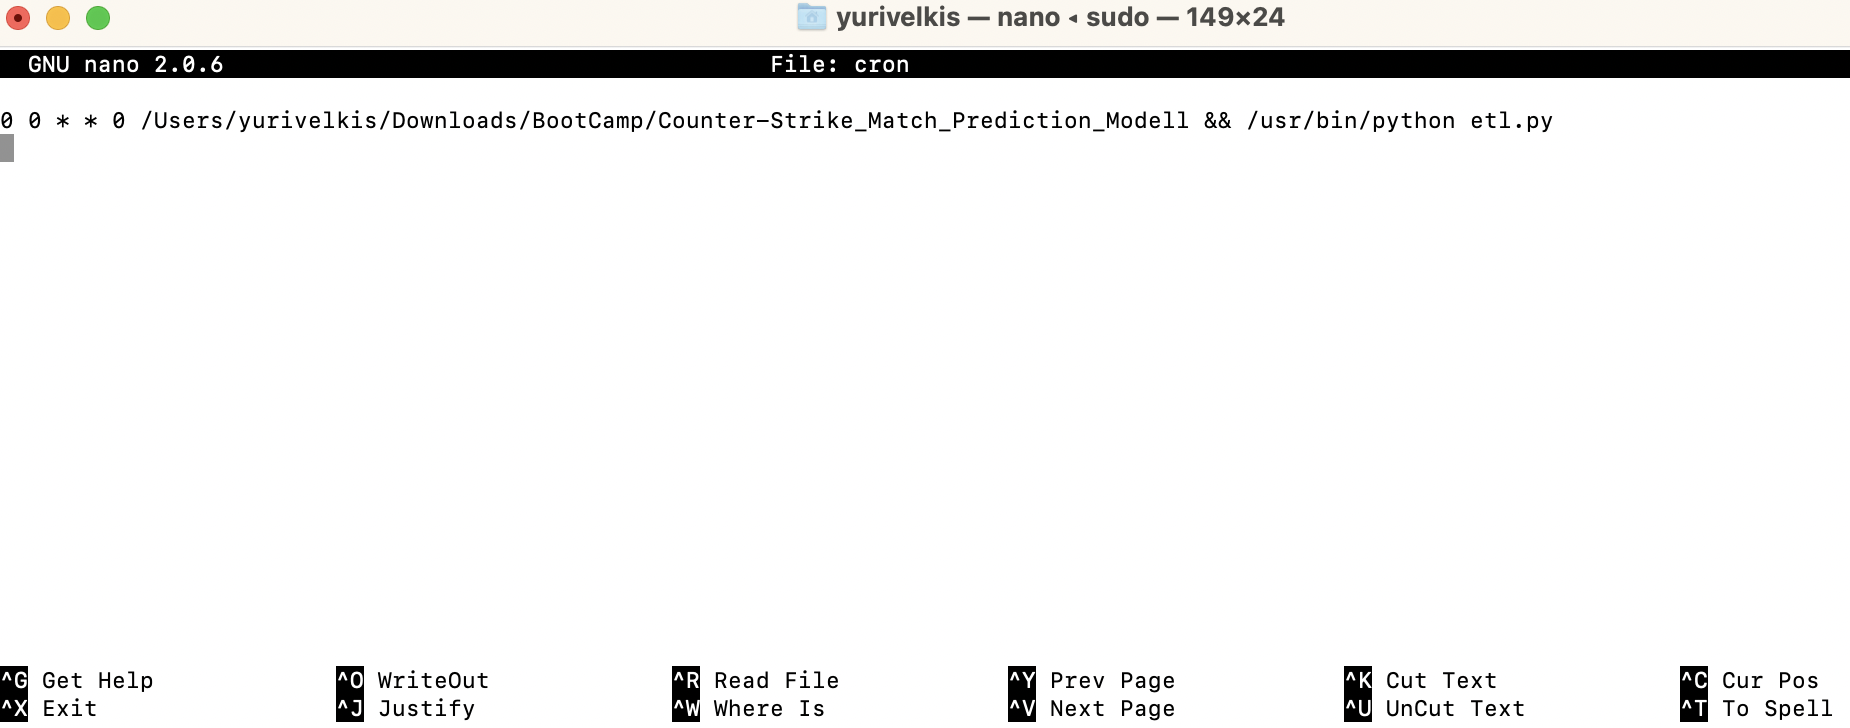 yurivelkis — nano ◂ sudo — 149×24
GNU nano 2.0.6 File: cron
0 0 * * 0 /Users/yurivelkis/Downloads/BootCamp/Counter-Strike_Match_Prediction_Modell && /usr/bin/python etl.py
^G Get Help ^O WriteOut ^R Read File ^Y Prev Page ^K Cut Text ^C Cur Pos
^X Exit ^J Justify ^W Where Is ^V Next Page ^U UnCut Text ^T To Spell